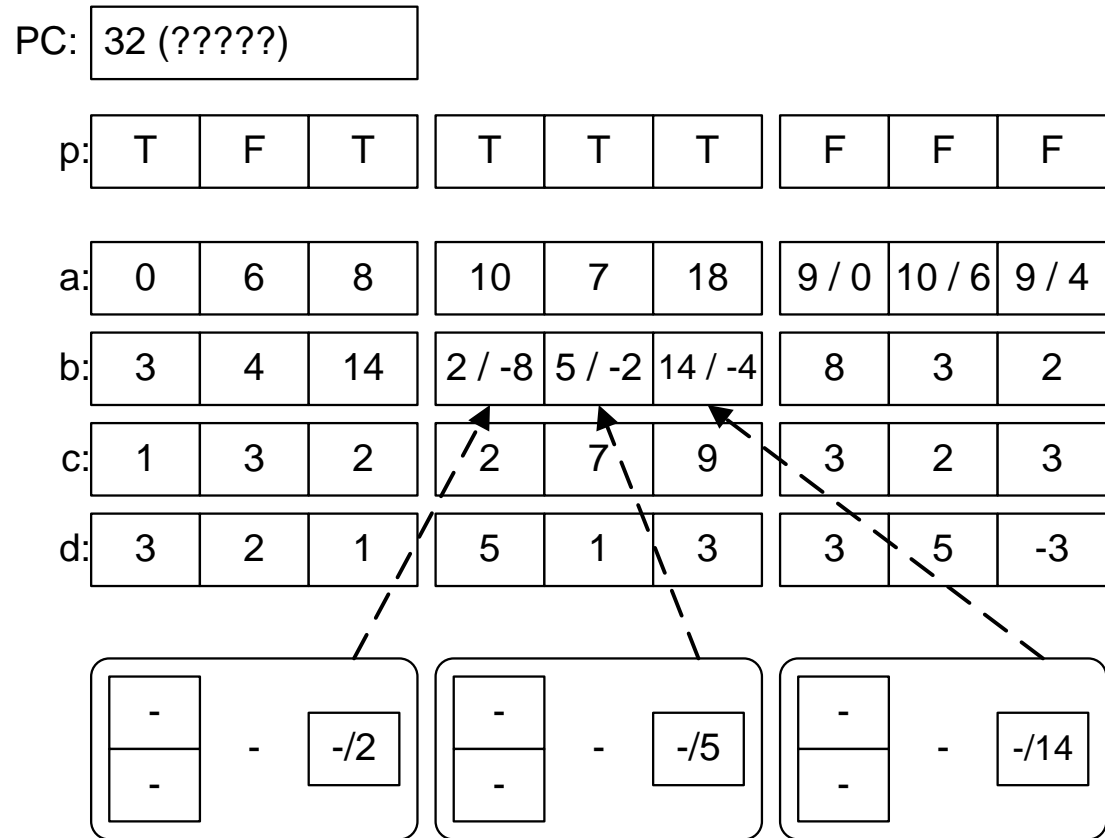 PC: 32 (?????)
p: T F T T T T F F F
a: 0 6 8 10 7 18 9 / 0 10 / 6 9 / 4
b: 3 4 14 2 / -8 5 / -2 14 / -4 8 3 2
c: 1 3 2 2 7 9 3 2 3
d: 3 2 1 5 1 3 3 5 -3
- - -
- -/2 - -/5 - -/14
- - -